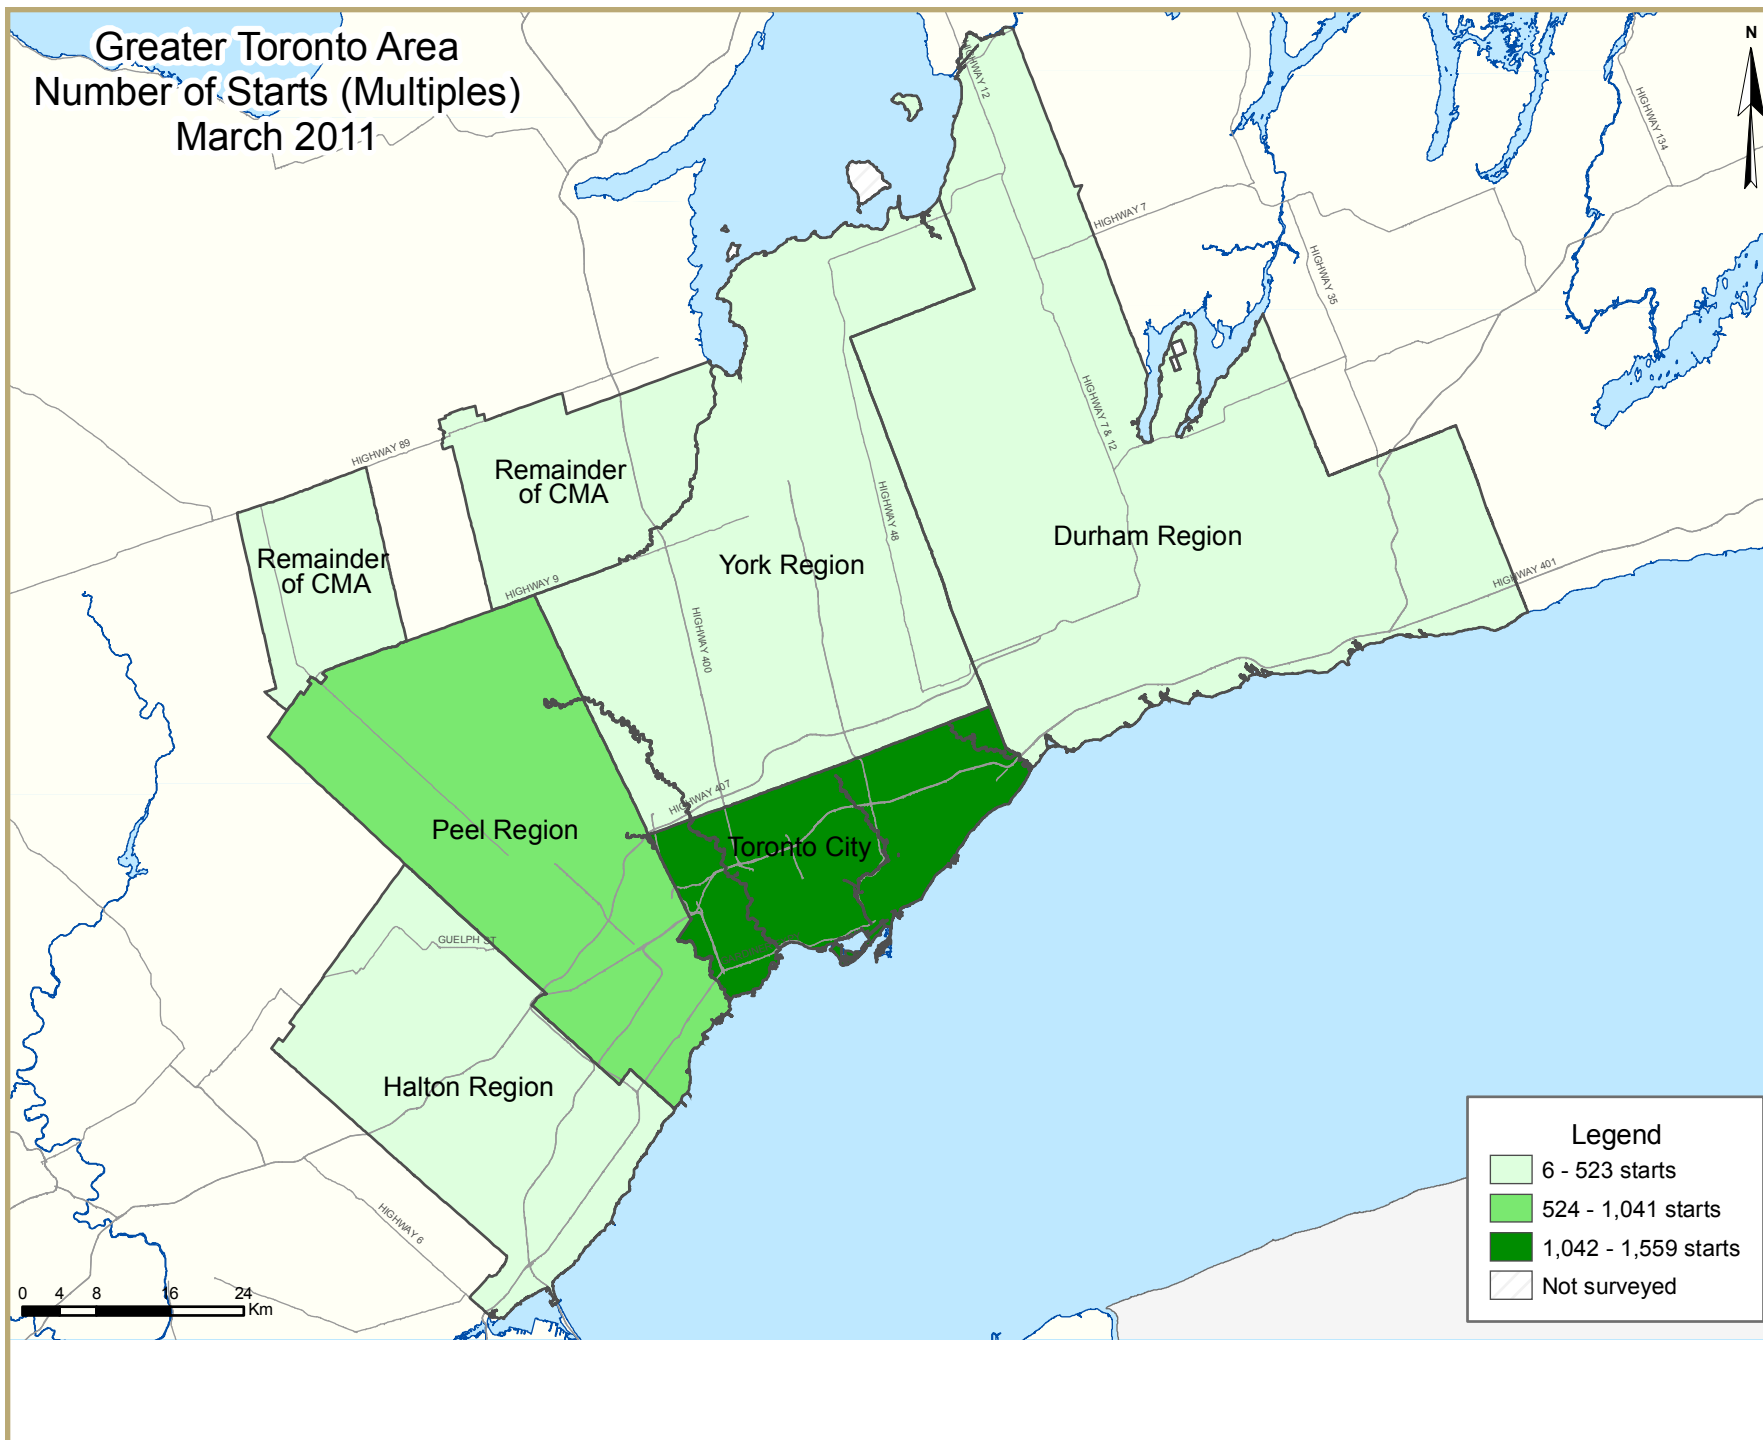 Greater Toronto Area
Number of Starts (Multiples)
March 2011
N
HIGHWAY 12
HIGHWAY 134
HIGHWAY 7
HIGHWAY 35
HIGHWAY 7 & 12
HIGHWAY 89
Remainder
of CMA
HIGHWAY 48
Durham Region
Remainder
of CMA
York Region
HIGHWAY 9
HIGHWAY 401
HIGHWAY 400
HIGHWAY 407
Peel Region
Toronto City
GUELPH ST
Halton Region
HIGHWAY 6
Legend
6 - 523 starts
524 - 1,041 starts
1,042 - 1,559 starts
Not surveyed
0 4 8 16 24
Km